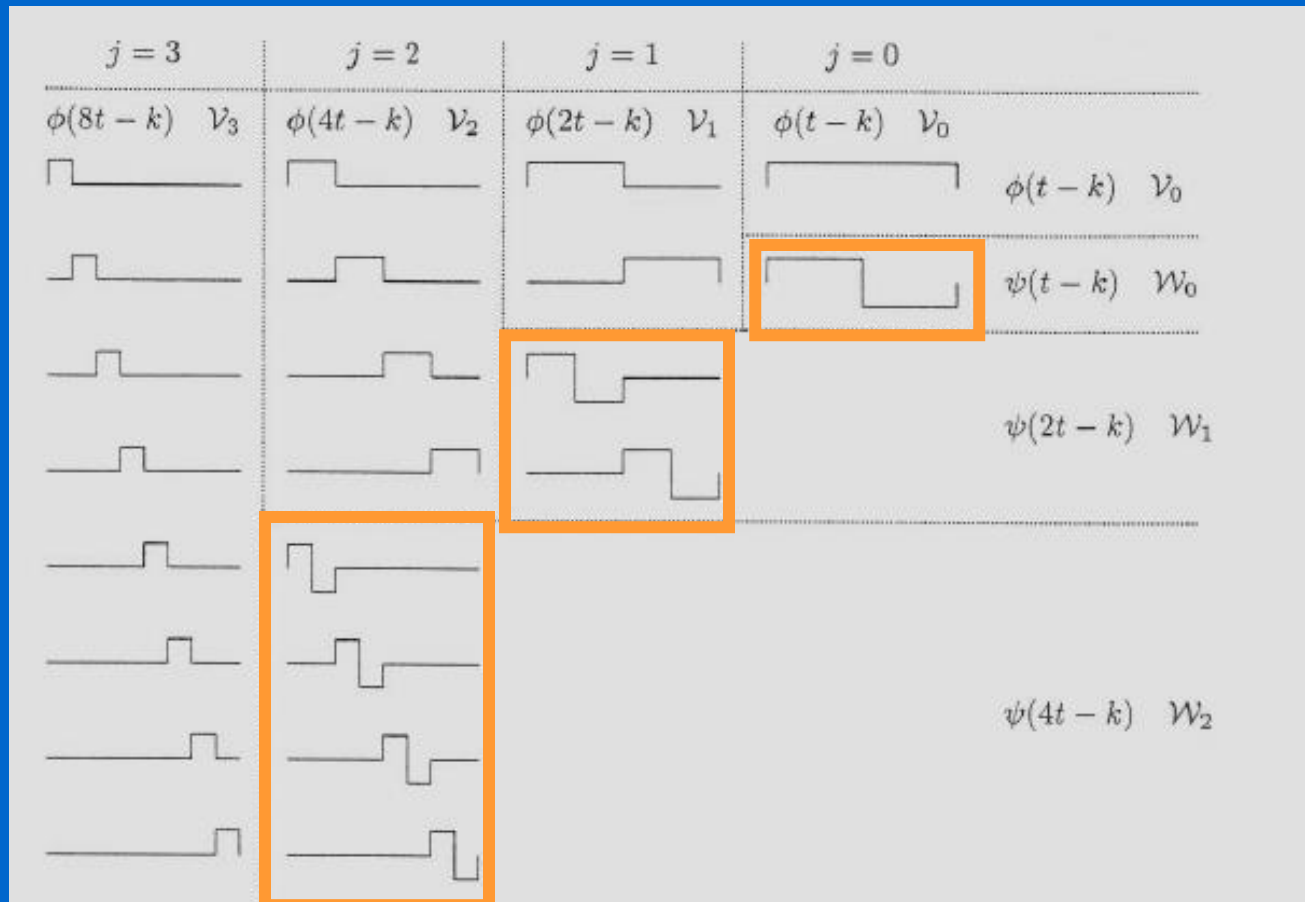 j = 3 j = 2 j = 1 j = 0
ϕ(8t − k) 𝒱₃ ϕ(4t − k) 𝒱₂ ϕ(2t − k) 𝒱₁ ϕ(t − k) 𝒱₀
ϕ(t − k) 𝒱₀
ψ(t − k) 𝒲₀
ψ(2t − k) 𝒲₁
ψ(4t − k) 𝒲₂